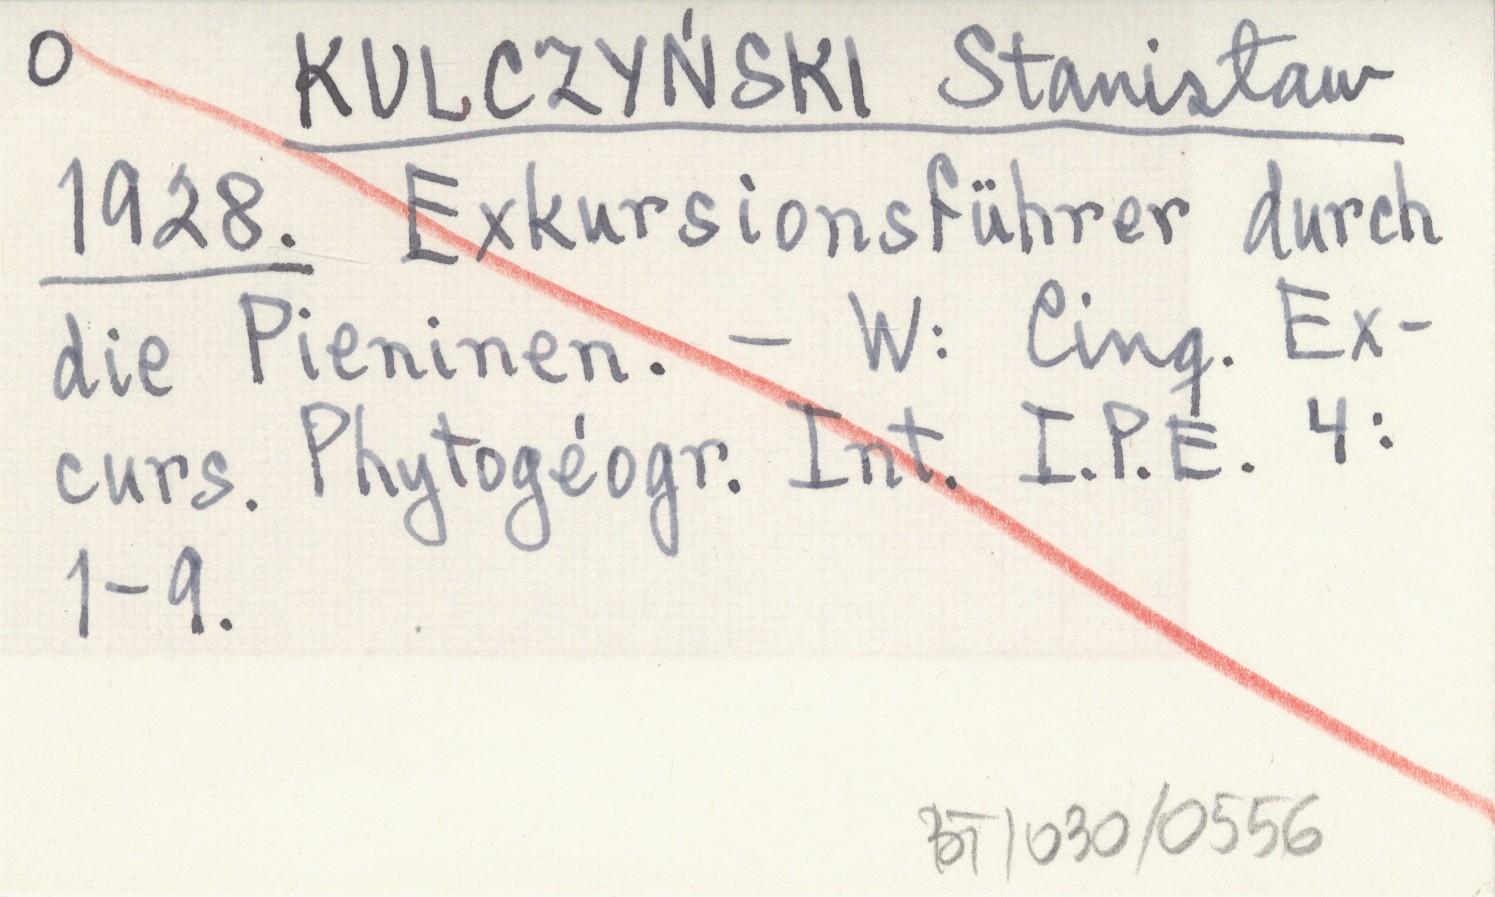 O KULCZYŃSKI Stanisław
1928. Exkursionsführer durch
die Pieninen. – W: Cinq. Ex-
curs. Phytogéogr. Int. I.P.E. 4:
1-9.
BT/030/0556